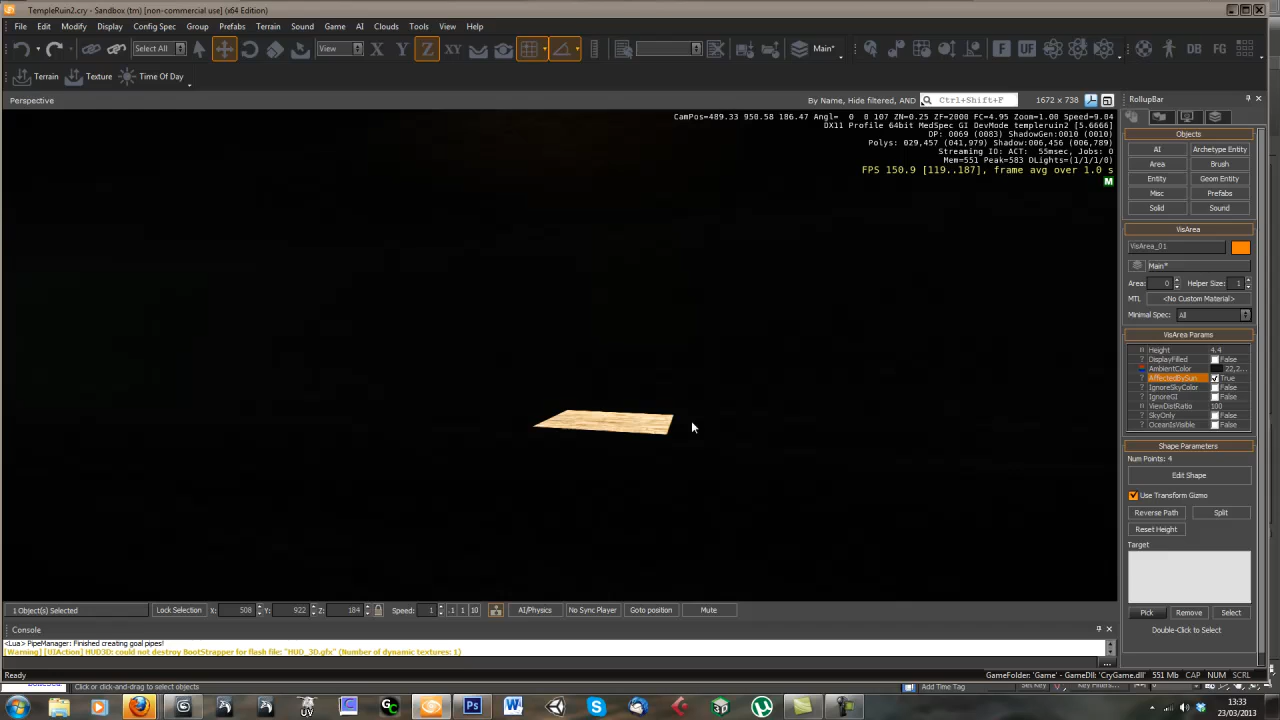 TempleRuin2.cry - Sandbox (tm) [non-commercial use] (x64 Edition)
File Edit Modify Display Config Spec Group Prefabs Terrain Sound Game AI Clouds Tools View Help
Select All View X Y Z XY Main* F UF DB FG
Terrain Texture Time Of Day
Perspective By Name, Hide filtered, AND Ctrl+Shift+F 1672 x 738
CamPos=489.33 950.58 186.47 Angl= 0 0 107 ZN=0.25 ZF=2000 FC=4.95 Zoom=1.00 Speed=9.04
DX11 Profile 64bit MedSpec GI DevMode templeruin2 [5.6666]
DP: 0069 (0083) ShadowGen:0010 (0010)
Polys: 029,457 (041,979) Shadow:006,456 (006,789)
Streaming IO: ACT: 55msec, Jobs: 0
Mem=551 Peak=583 DLights=(1/1/1/0)
FPS 150.9 [119..187], frame avg over 1.0 s
M
RollupBar
Objects
AI Archetype Entity
Area Brush
Entity Geom Entity
Misc Prefabs
Solid Sound
VisArea
VisArea_01
Main*
Area: 0 Helper Size: 1
MTL <No Custom Material>
Minimal Spec: All
VisArea Params
Height 4,4
DisplayFilled False
AmbientColor 22,2...
AffectedBySun True
IgnoreSkyColor False
IgnoreGI False
ViewDistRatio 100
SkyOnly False
OceanIsVisible False
Shape Parameters
Num Points: 4
Edit Shape
Use Transform Gizmo
Reverse Path Split
Reset Height
Target
Pick Remove Select
Double-Click to Select
1 Object(s) Selected Lock Selection X: 508 Y: 922 Z: 184 Speed: 1 .1 1 10 AI/Physics No Sync Player Goto position Mute
Console
<Lua> PipeManager: Finished creating goal pipes!
[Warning] [UIAction] HUD3D: could not destroy BootStrapper for flash file: "HUD_3D.gfx" (Number of dynamic textures: 1)
Ready GameFolder: 'Game' - GameDll: 'CryGame.dll' 551 Mb CAP NUM SCRL
Click or click-and-drag to select objects Add Time Tag Set Key Key Filters...
Ps
13:33
23/03/2013